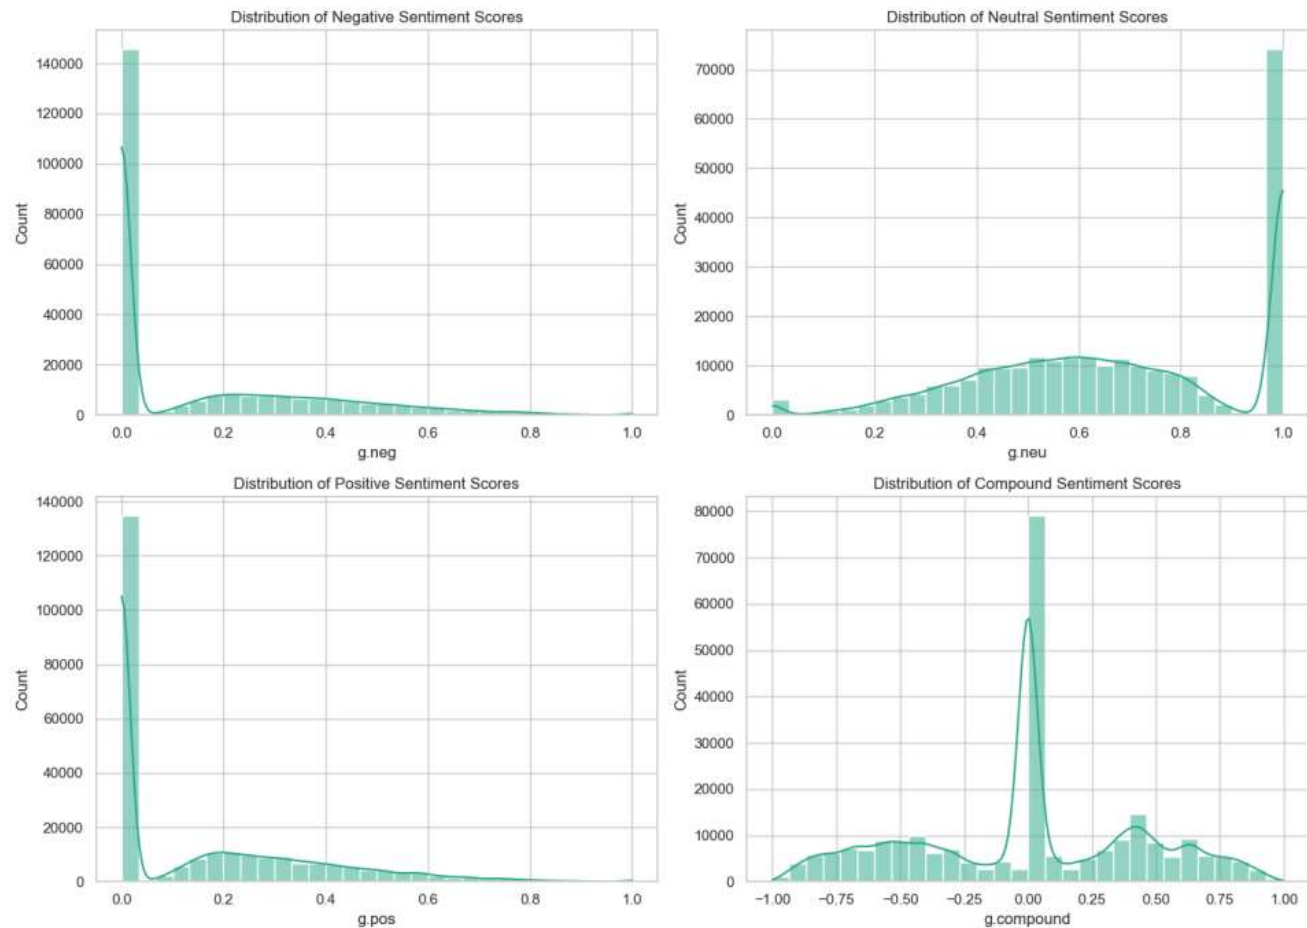 Distribution of Negative Sentiment Scores
140000
120000
100000
80000
60000
40000
20000
0
Count
0.0 0.2 0.4 0.6 0.8 1.0
g.neg
Distribution of Neutral Sentiment Scores
70000
60000
50000
40000
30000
20000
10000
0
Count
0.0 0.2 0.4 0.6 0.8 1.0
g.neu
Distribution of Positive Sentiment Scores
140000
120000
100000
80000
60000
40000
20000
0
Count
0.0 0.2 0.4 0.6 0.8 1.0
g.pos
Distribution of Compound Sentiment Scores
80000
70000
60000
50000
40000
30000
20000
10000
0
Count
−1.00 −0.75 −0.50 −0.25 0.00 0.25 0.50 0.75 1.00
g.compound